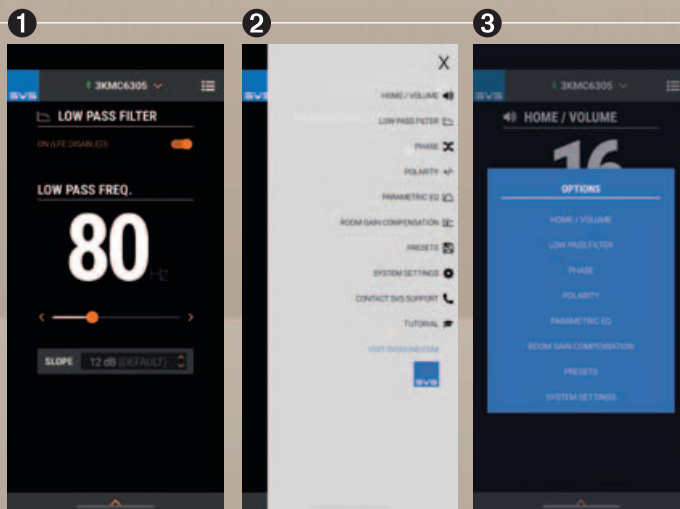 1
SVS
3KMC6305
LOW PASS FILTER
ON (LFE DISABLED)
LOW PASS FREQ.
80 Hz
SLOPE 12 dB (DEFAULT)
2
SVS
X
HOME / VOLUME
LOW PASS FILTER
PHASE
POLARITY +/-
PARAMETRIC EQ
ROOM GAIN COMPENSATION
PRESETS
SYSTEM SETTINGS
CONTACT SVS SUPPORT
TUTORIAL
VISIT SVSOUND.COM
SVS
3
SVS
3KMC6305
HOME / VOLUME
16
OPTIONS
HOME / VOLUME
LOW PASS FILTER
PHASE
POLARITY
PARAMETRIC EQ
ROOM GAIN COMPENSATION
PRESETS
SYSTEM SETTINGS